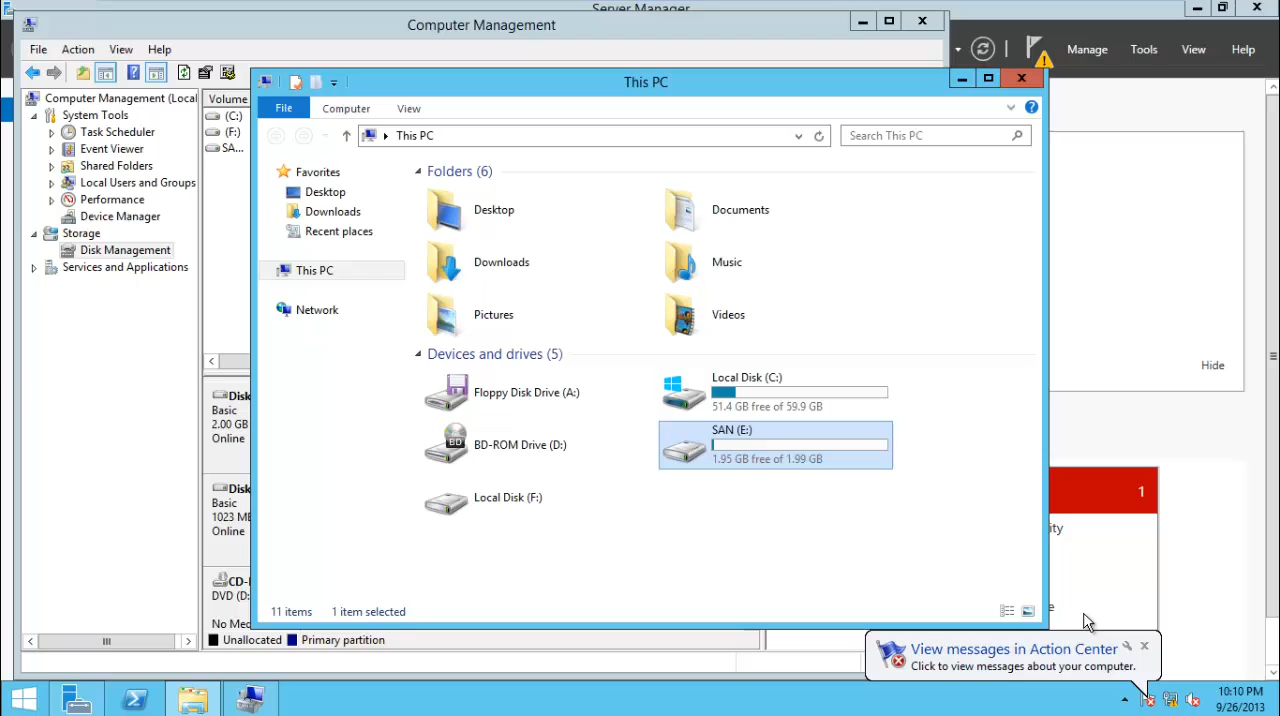 Server Manager
Computer Management
File Action View Help
Manage Tools View Help
This PC
File Computer View
This PC
Search This PC
Computer Management (Local
System Tools
Task Scheduler
Event Viewer
Shared Folders
Local Users and Groups
Performance
Device Manager
Storage
Disk Management
Services and Applications
Volume
(C:)
(F:)
SA...
Favorites
Desktop
Downloads
Recent places
This PC
Network
Folders (6)
Desktop
Documents
Downloads
Music
Pictures
Videos
Devices and drives (5)
Floppy Disk Drive (A:)
Local Disk (C:)
51.4 GB free of 59.9 GB
BD-ROM Drive (D:)
SAN (E:)
1.95 GB free of 1.99 GB
Local Disk (F:)
11 items 1 item selected
Hide
Disk
Basic
2.00 GB
Online
Disk
Basic
1023 MB
Online
CD-
DVD (D:
No Med
Unallocated Primary partition
1
ity
e
View messages in Action Center
Click to view messages about your computer.
10:10 PM
9/26/2013